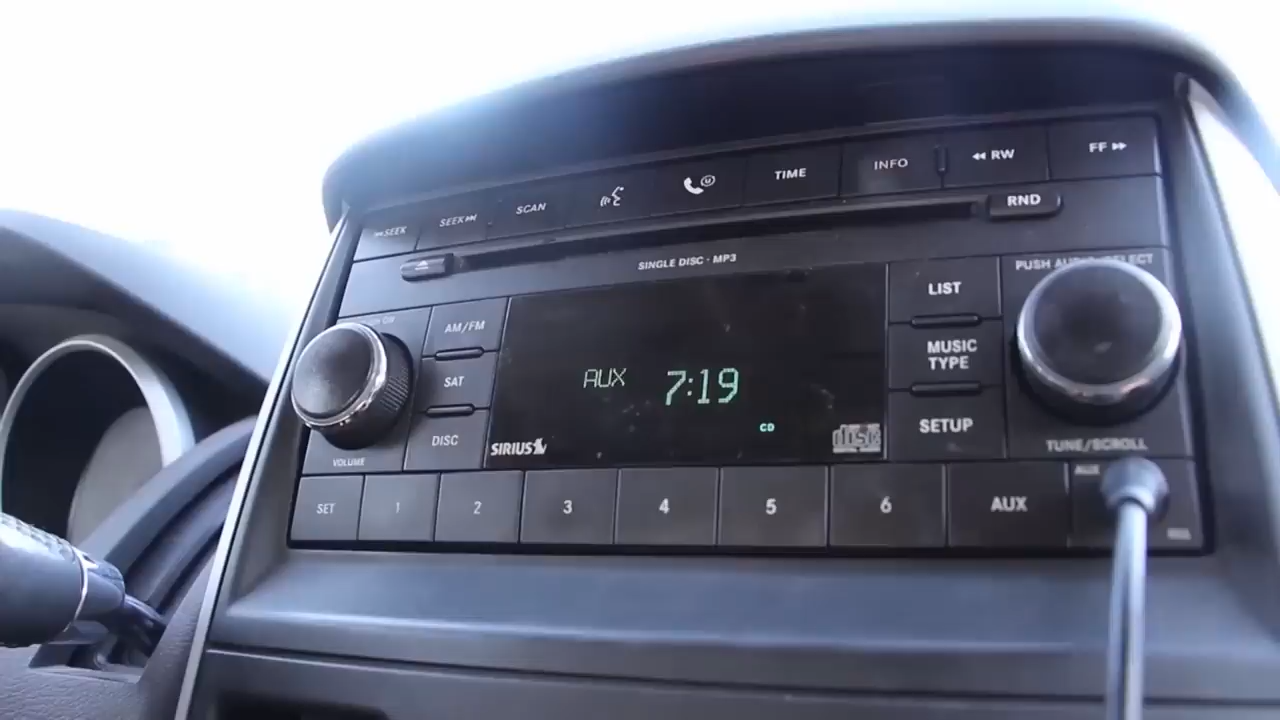 SEEK
SEEK
SCAN
TIME
INFO
RW
FF
RND
SINGLE DISC · MP3
PUSH AUDIO/SELECT
AM/FM
SAT
DISC
VOLUME
AUX 7:19
CD
SIRIUS
disc
LIST
MUSIC
TYPE
SETUP
TUNE/SCROLL
SET
1
2
3
4
5
6
AUX
AUX